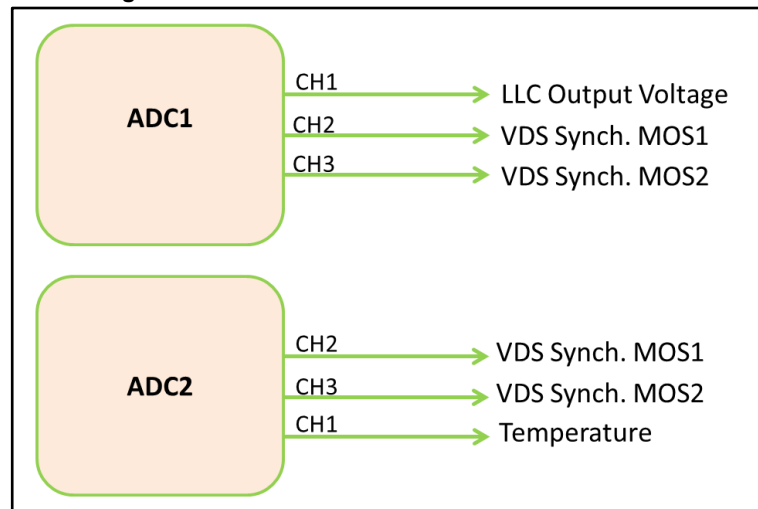 ADC1
CH1
LLC Output Voltage
CH2
VDS Synch. MOS1
CH3
VDS Synch. MOS2
ADC2
CH2
VDS Synch. MOS1
CH3
VDS Synch. MOS2
CH1
Temperature